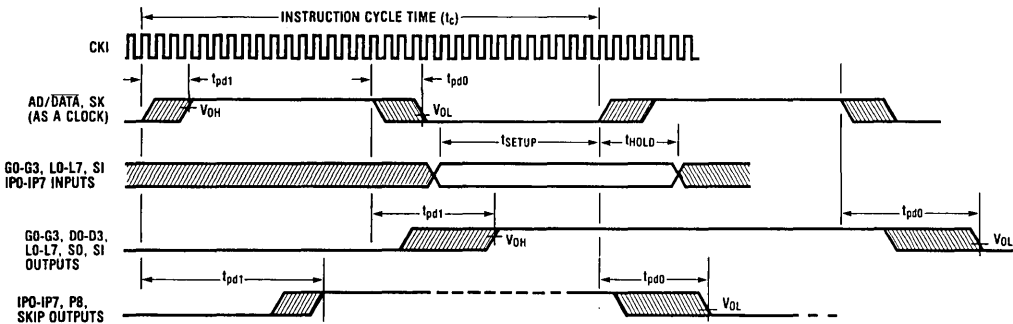 INSTRUCTION CYCLE TIME (tc)
CKI
tpd1
tpd0
AD/DATA, SK
(AS A CLOCK)
VOH
VOL
tSETUP
tHOLD
G0-G3, L0-L7, SI
IP0-IP7 INPUTS
tpd1
tpd0
G0-G3, D0-D3,
L0-L7, SO, SI
OUTPUTS
VOH
VOL
tpd1
tpd0
IP0-IP7, P8,
SKIP OUTPUTS
VOL